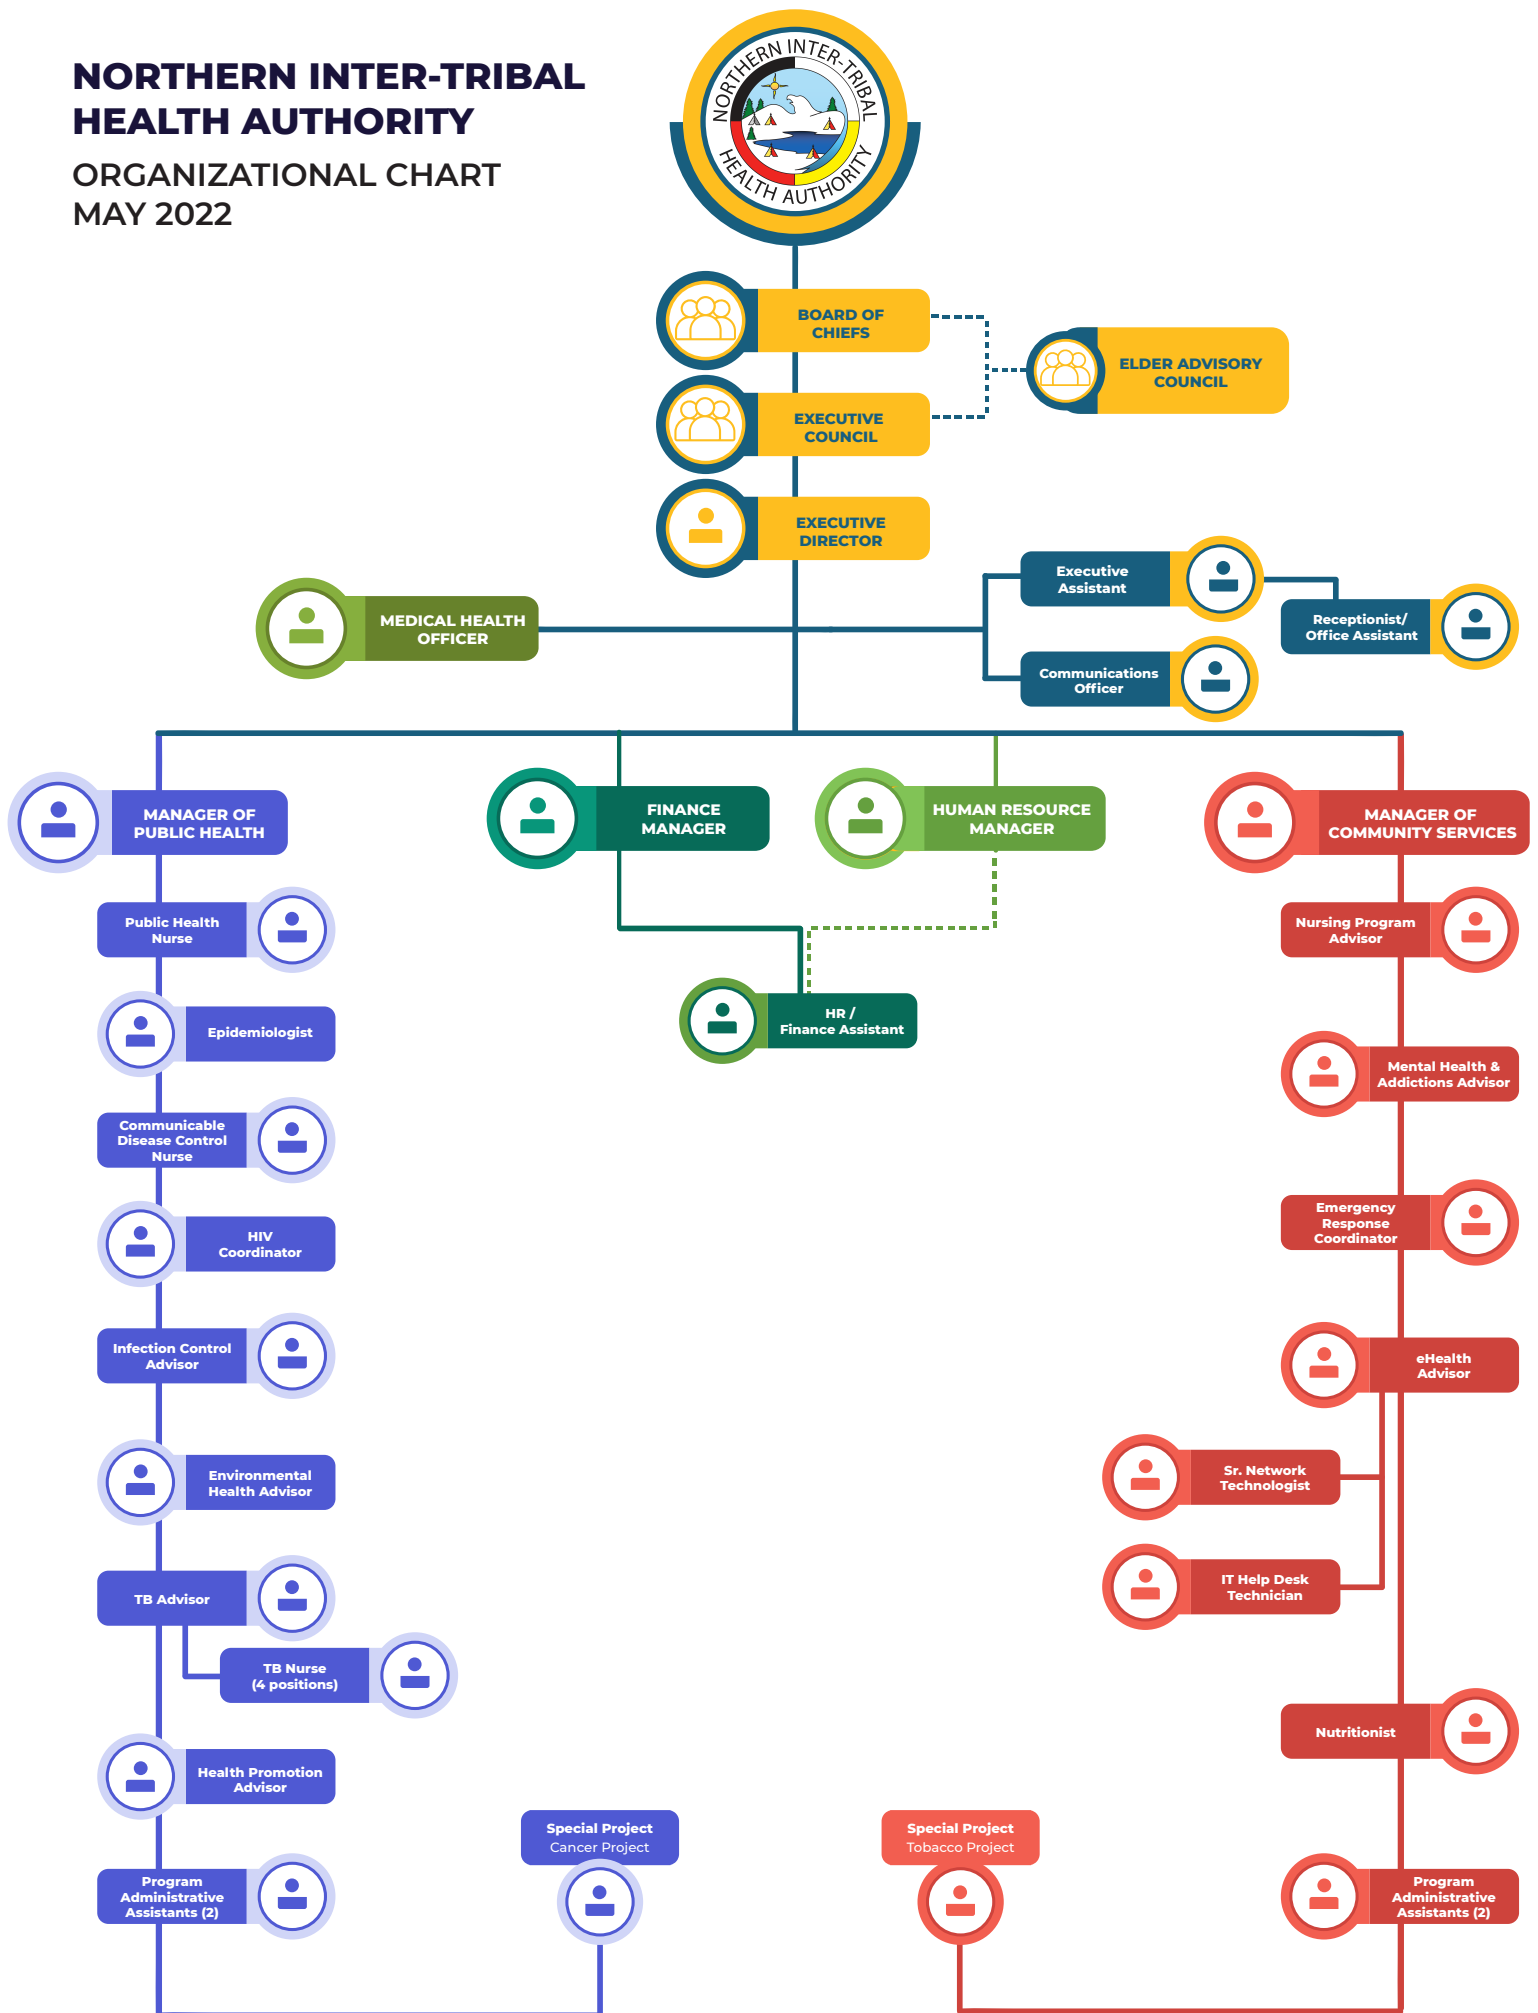 NORTHERN INTER-TRIBAL
HEALTH AUTHORITY
ORGANIZATIONAL CHART
MAY 2022
NORTHERN INTER-TRIBAL
HEALTH AUTHORITY
BOARD OF
CHIEFS
ELDER ADVISORY
COUNCIL
EXECUTIVE
COUNCIL
EXECUTIVE
DIRECTOR
Executive
Assistant
Receptionist/
Office Assistant
MEDICAL HEALTH
OFFICER
Communications
Officer
MANAGER OF
PUBLIC HEALTH
FINANCE
MANAGER
HUMAN RESOURCE
MANAGER
MANAGER OF
COMMUNITY SERVICES
Public Health
Nurse
Epidemiologist
Communicable
Disease Control
Nurse
HIV
Coordinator
Infection Control
Advisor
Environmental
Health Advisor
TB Advisor
TB Nurse
(4 positions)
Health Promotion
Advisor
Program
Administrative
Assistants (2)
Special Project
Cancer Project
HR /
Finance Assistant
Nursing Program
Advisor
Mental Health &
Addictions Advisor
Emergency
Response
Coordinator
eHealth
Advisor
Sr. Network
Technologist
IT Help Desk
Technician
Nutritionist
Special Project
Tobacco Project
Program
Administrative
Assistants (2)